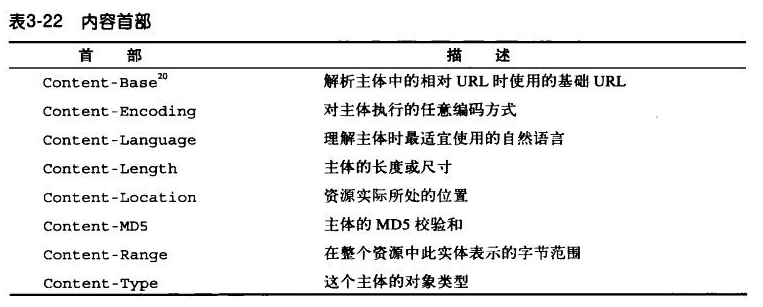 表3-22 内容首部
首 部 描 述
Content-Base20 解析主体中的相对 URL 时使用的基础 URL
Content-Encoding 对主体执行的任意编码方式
Content-Language 理解主体时最适宜使用的自然语言
Content-Length 主体的长度或尺寸
Content-Location 资源实际所处的位置
Content-MD5 主体的 MD5 校验和
Content-Range 在整个资源中此实体表示的字节范围
Content-Type 这个主体的对象类型